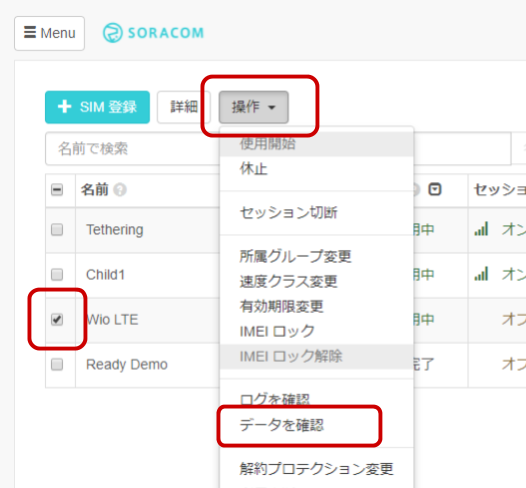 Menu
SORACOM
SIM 登録
詳細
操作
名前で検索
使用開始
休止
セッション切断
所属グループ変更
速度クラス変更
有効期限変更
IMEI ロック
IMEI ロック解除
ログを確認
データを確認
解約プロテクション変更
名前
セッショ
Tethering
用中
オン
Child1
用中
オン
Wio LTE
用中
オフ
Ready Demo
完了
オフ